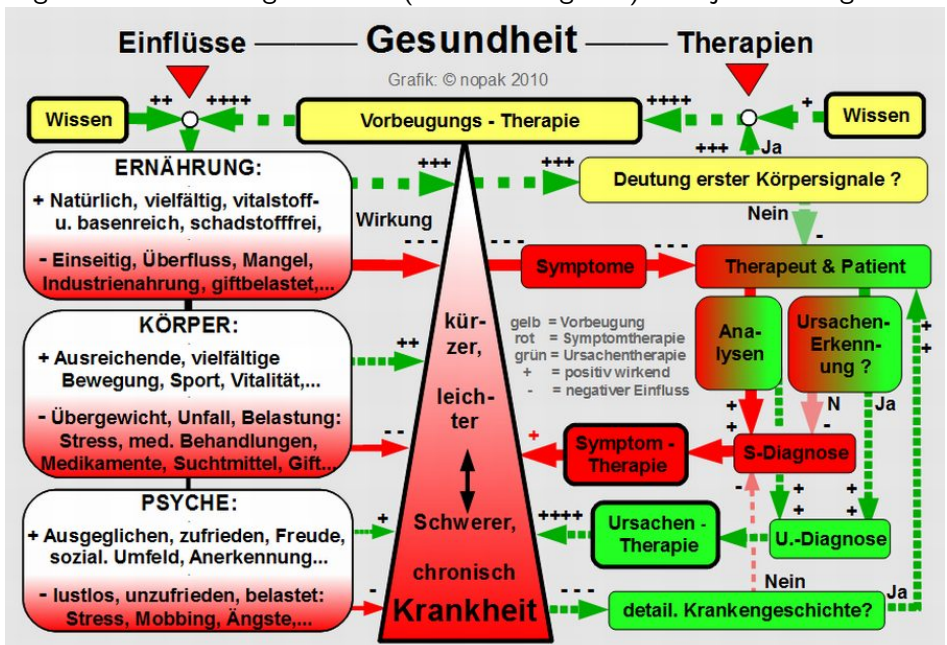 Einflüsse — Gesundheit — Therapien
Grafik: © nopak 2010
Wissen
++
++++
Vorbeugungs - Therapie
++++
+
Wissen
+++ Ja
ERNÄHRUNG:
+ Natürlich, vielfältig, vitalstoff-
u. basenreich, schadstofffrei,
- Einseitig, Überfluss, Mangel,
Industrienahrung, giftbelastet,...
+++
+++
Wirkung
Deutung erster Körpersignale ?
Nein
-
- - -
- - -
Symptome
- - -
Therapeut & Patient
KÖRPER:
+ Ausreichende, vielfältige
Bewegung, Sport, Vitalität,...
- Übergewicht, Unfall, Belastung:
Stress, med. Behandlungen,
Medikamente, Suchtmittel, Gift...
++
- -
kür-
zer,
leich-
ter
gelb = Vorbeugung
rot = Symptomtherapie
grün = Ursachentherapie
+ = positiv wirkend
- = negativer Einfluss
Ana-
lysen
Ursachen-
Erkenn-
ung ?
+
+
+
+
N
-
Ja
+
Symptom -
Therapie
S-Diagnose
PSYCHE:
+ Ausgeglichen, zufrieden, Freude,
sozial. Umfeld, Anerkennung...
- lustlos, unzufrieden, belastet:
Stress, Mobbing, Ängste,...
+
-
Schwerer,
chronisch
Krankheit
++++
Ursachen -
Therapie
-
+
+
+
+
U.-Diagnose
Nein
- - -
detail. Krankengeschichte?
Ja